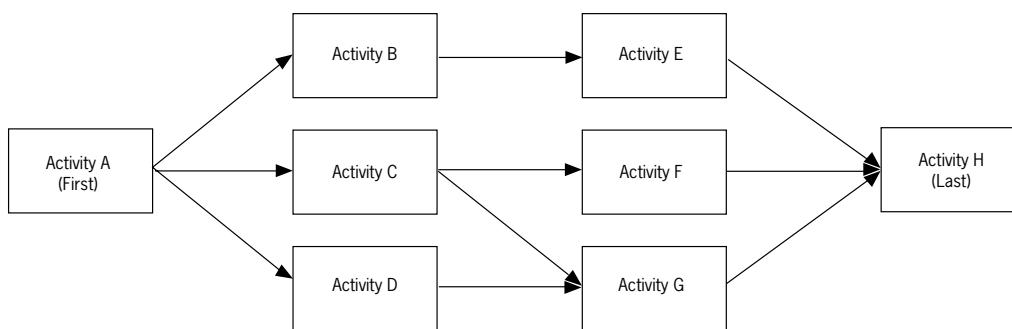 Activity B
Activity E
Activity A
(First)
Activity C
Activity F
Activity H
(Last)
Activity D
Activity G